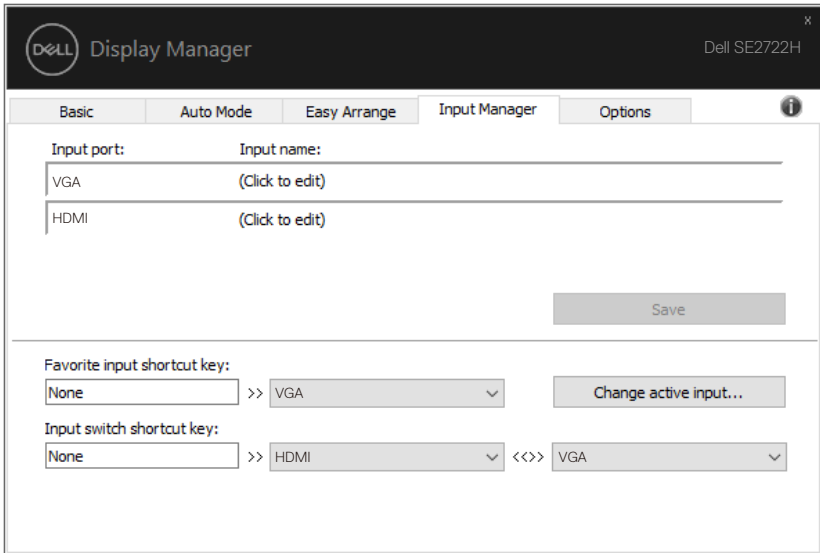 x
DELL Display Manager Dell SE2722H
Basic Auto Mode Easy Arrange Input Manager Options i
Input port: Input name:
VGA (Click to edit)
HDMI (Click to edit)
Save
Favorite input shortcut key:
None >> VGA Change active input...
Input switch shortcut key:
None >> HDMI <<>> VGA